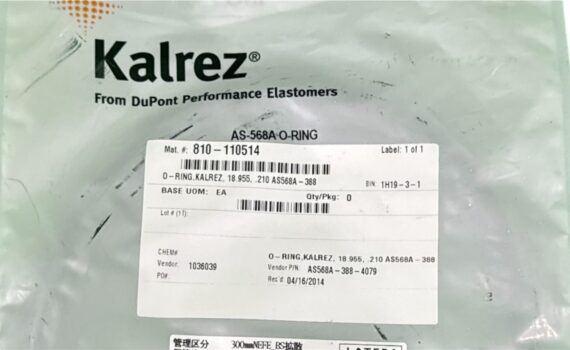 Kalrez®
From DuPont Performance Elastomers
AS-568A O-RING
Mat. #: 810-110514
Label: 1 of 1
O-RING,KALREZ, 18.955, .210 AS568A-388
BIN: 1H19-3-1
BASE UOM: EA
Qty/Pkg: 0
Lot # (1T):
CHEM#
O-RING,KALREZ, 18.955, .210 AS568A-388
Vendor: 1036039
Vendor P/N: AS568A-388-4079
PO#:
Rec'd 04/16/2014
管理区分
300mmNEFE_BS拡散